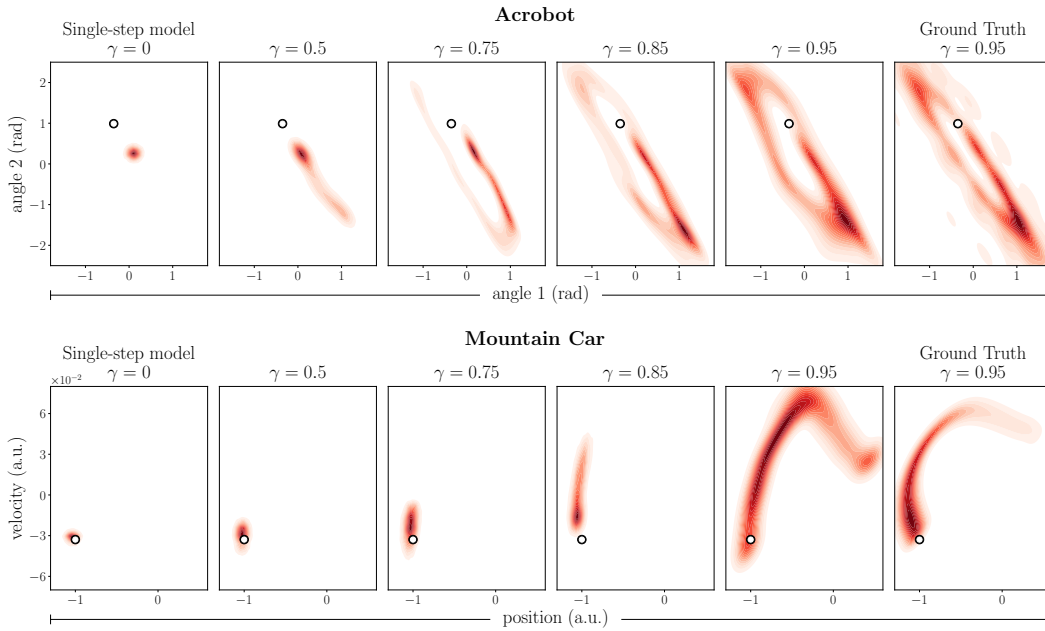 Acrobot
Single-step model
γ = 0
γ = 0.5
γ = 0.75
γ = 0.85
γ = 0.95
Ground Truth
γ = 0.95
angle 2 (rad)
2
1
0
−1
−2
−1 0 1
−1 0 1
−1 0 1
−1 0 1
−1 0 1
−1 0 1
angle 1 (rad)
Mountain Car
Single-step model
γ = 0
γ = 0.5
γ = 0.75
γ = 0.85
γ = 0.95
Ground Truth
γ = 0.95
×10⁻²
velocity (a.u.)
6
3
0
−3
−6
−1 0
−1 0
−1 0
−1 0
−1 0
−1 0
position (a.u.)